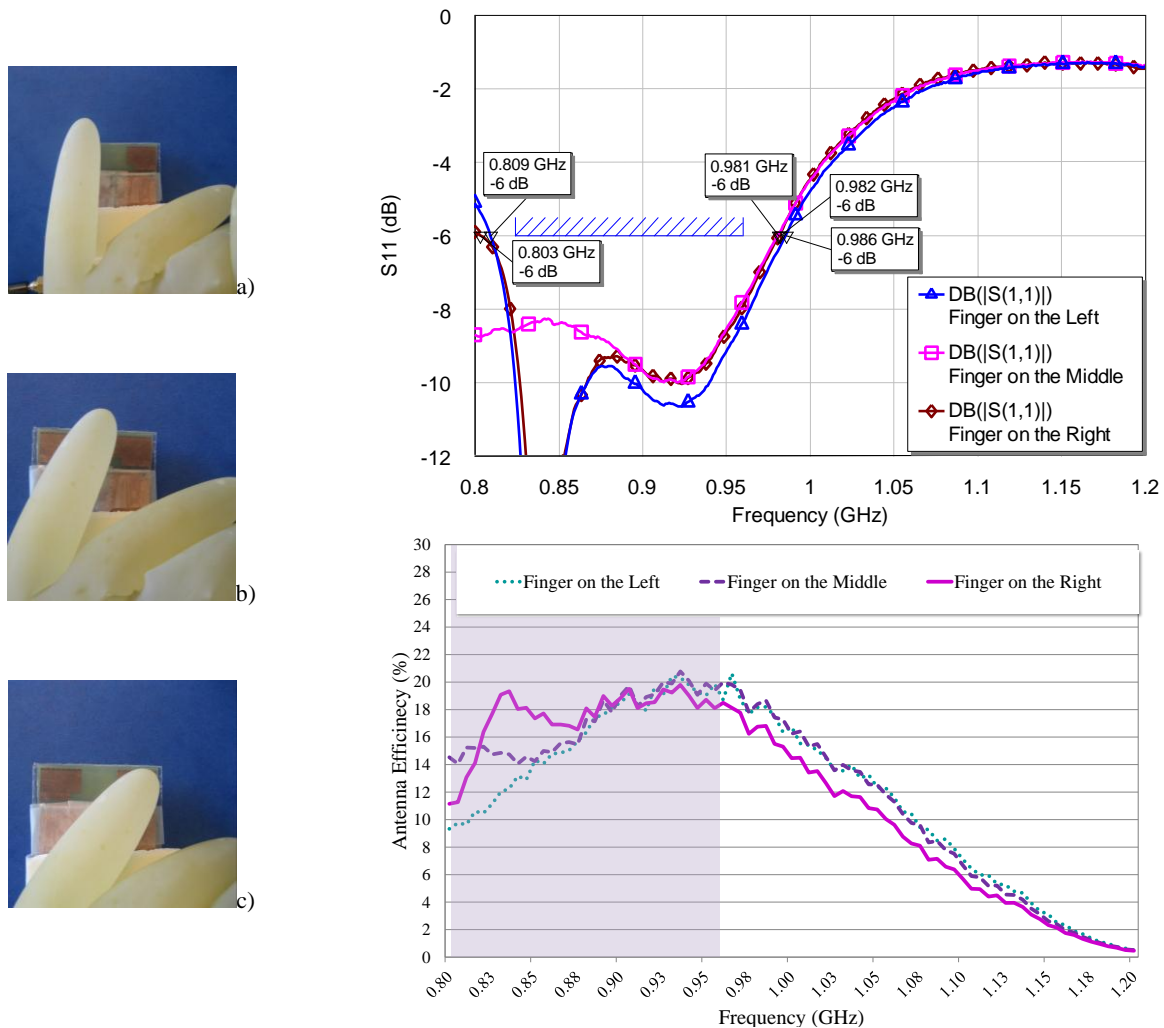 a)
b)
c)
0
-2
-4
-6
-8
-10
-12
S11 (dB)
0.809 GHz
-6 dB
0.803 GHz
-6 dB
0.981 GHz
-6 dB
0.982 GHz
-6 dB
0.986 GHz
-6 dB
DB(|S(1,1)|)
Finger on the Left
DB(|S(1,1)|)
Finger on the Middle
DB(|S(1,1)|)
Finger on the Right
0.8 0.85 0.9 0.95 1 1.05 1.1 1.15 1.2
Frequency (GHz)
30
28
26
24
22
20
18
16
14
12
10
8
6
4
2
0
Antenna Efficinecy (%)
Finger on the Left Finger on the Middle Finger on the Right
0.80 0.83 0.85 0.88 0.90 0.93 0.95 0.98 1.00 1.03 1.05 1.08 1.10 1.13 1.15 1.18 1.20
Frequency (GHz)